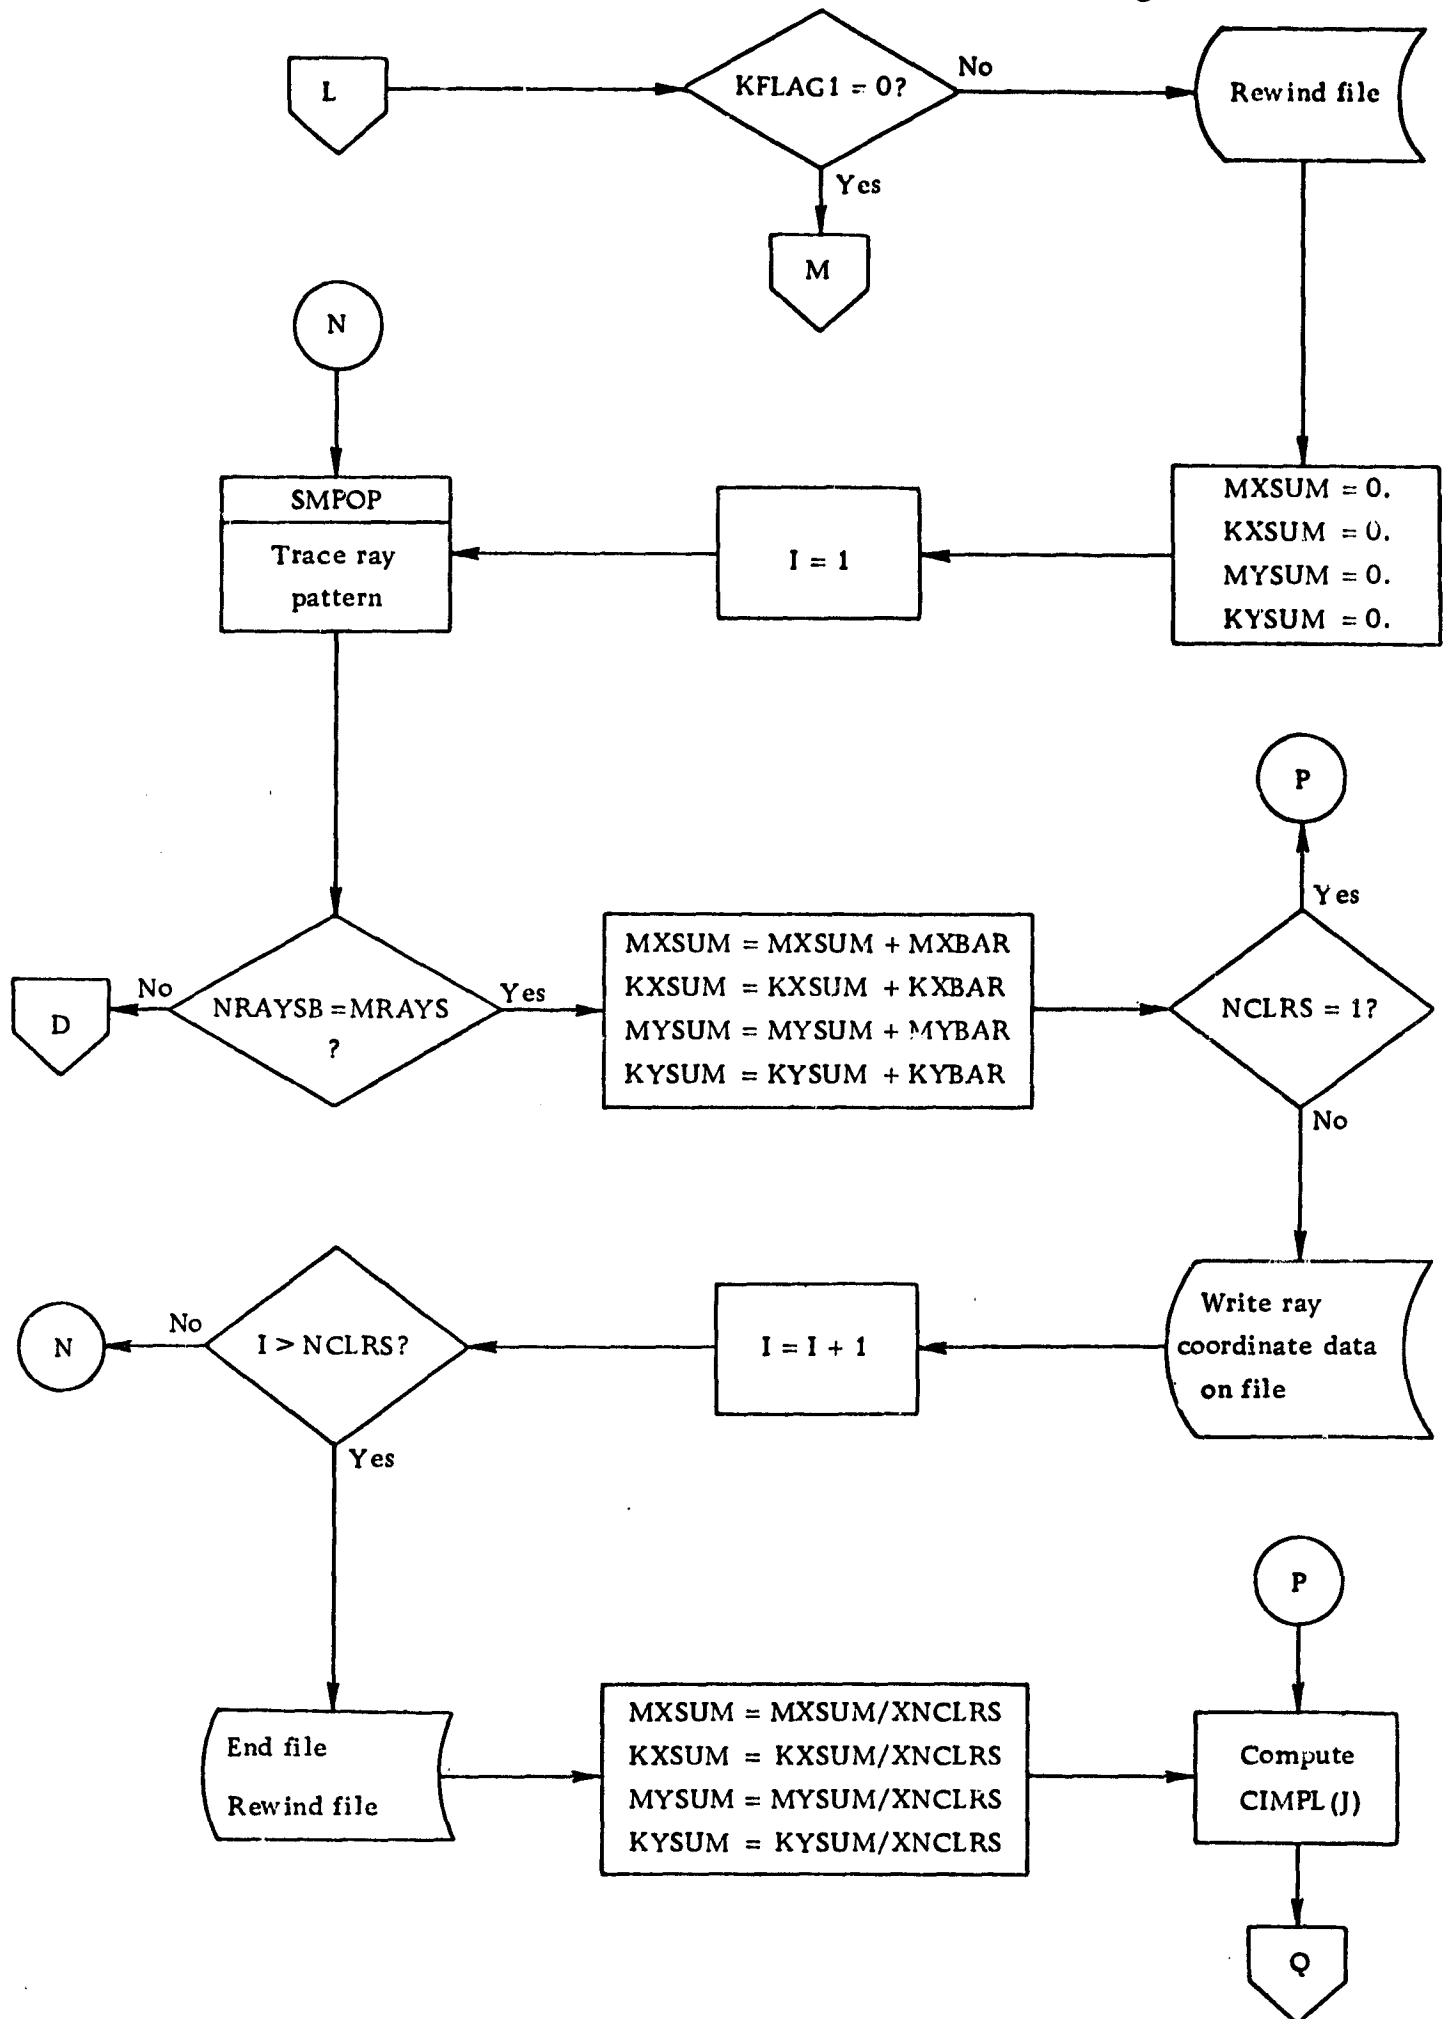 L
KFLAG1 = 0?
No
Rewind file
Yes
M
N
SMPOP
Trace ray
pattern
I = 1
MXSUM = 0.
KXSUM = 0.
MYSUM = 0.
KYSUM = 0.
P
Yes
D
No
NRAYSB = MRAYS
?
Yes
MXSUM = MXSUM + MXBAR
KXSUM = KXSUM + KXBAR
MYSUM = MYSUM + MYBAR
KYSUM = KYSUM + KYBAR
NCLRS = 1?
No
N
No
I > NCLRS?
I = I + 1
Write ray
coordinate data
on file
Yes
P
End file
Rewind file
MXSUM = MXSUM/XNCLRS
KXSUM = KXSUM/XNCLRS
MYSUM = MYSUM/XNCLRS
KYSUM = KYSUM/XNCLRS
Compute
CIMPL(J)
Q